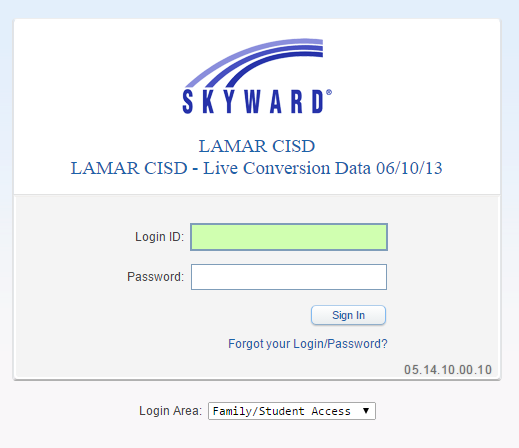 SKYWARD®
LAMAR CISD
LAMAR CISD - Live Conversion Data 06/10/13
Login ID:
Password:
Sign In
Forgot your Login/Password?
05.14.10.00.10
Login Area: Family/Student Access